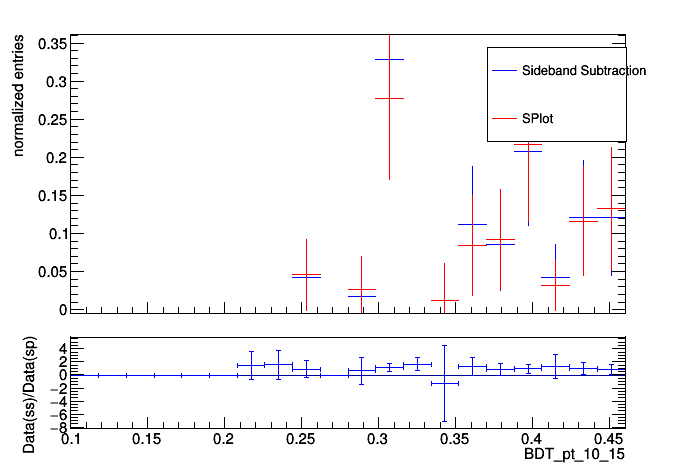 normalized entries
0.35
0.3
0.25
0.2
0.15
0.1
0.05
0
Sideband Subtraction
SPlot
Data(ss)/Data(sp)
4
2
0
−2
−4
−6
−8
0.1 0.15 0.2 0.25 0.3 0.35 0.4 0.45
BDT_pt_10_15